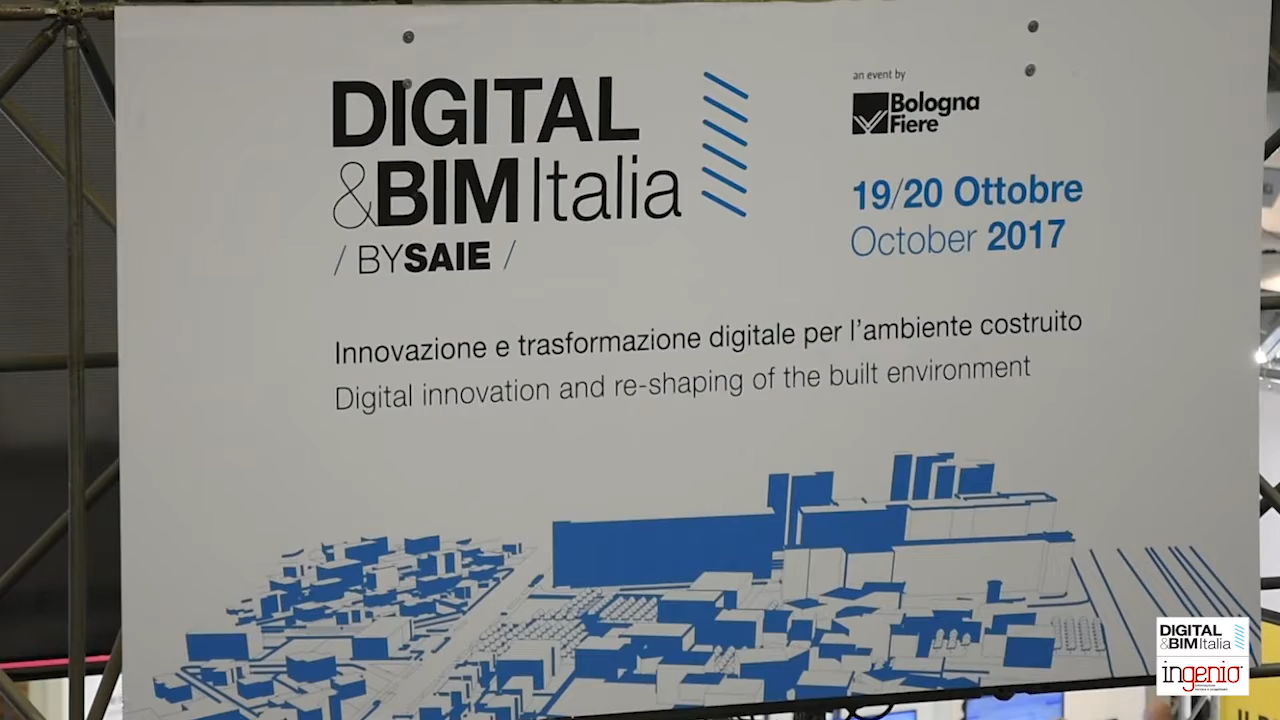 DIGITAL
&BIM Italia
/ BYSAIE /
an event by
Bologna
Fiere
19/20 Ottobre
October 2017
Innovazione e trasformazione digitale per l'ambiente costruito
Digital innovation and re-shaping of the built environment
DIGITAL
&BIM Italia
ingenio